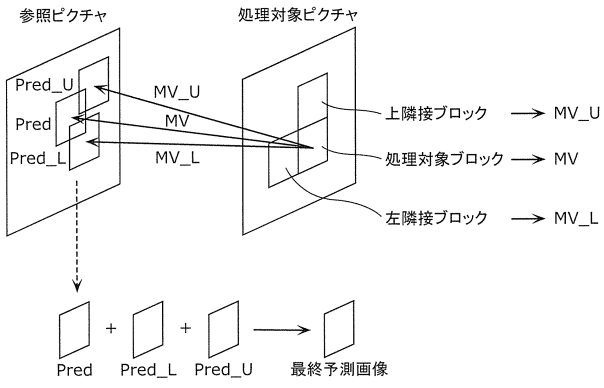 参照ピクチャ
処理対象ピクチャ
Pred_U
MV_U
Pred
MV
Pred_L
MV_L
上隣接ブロック
MV_U
処理対象ブロック
MV
左隣接ブロック
MV_L
+
+
Pred
Pred_L
Pred_U
最終予測画像